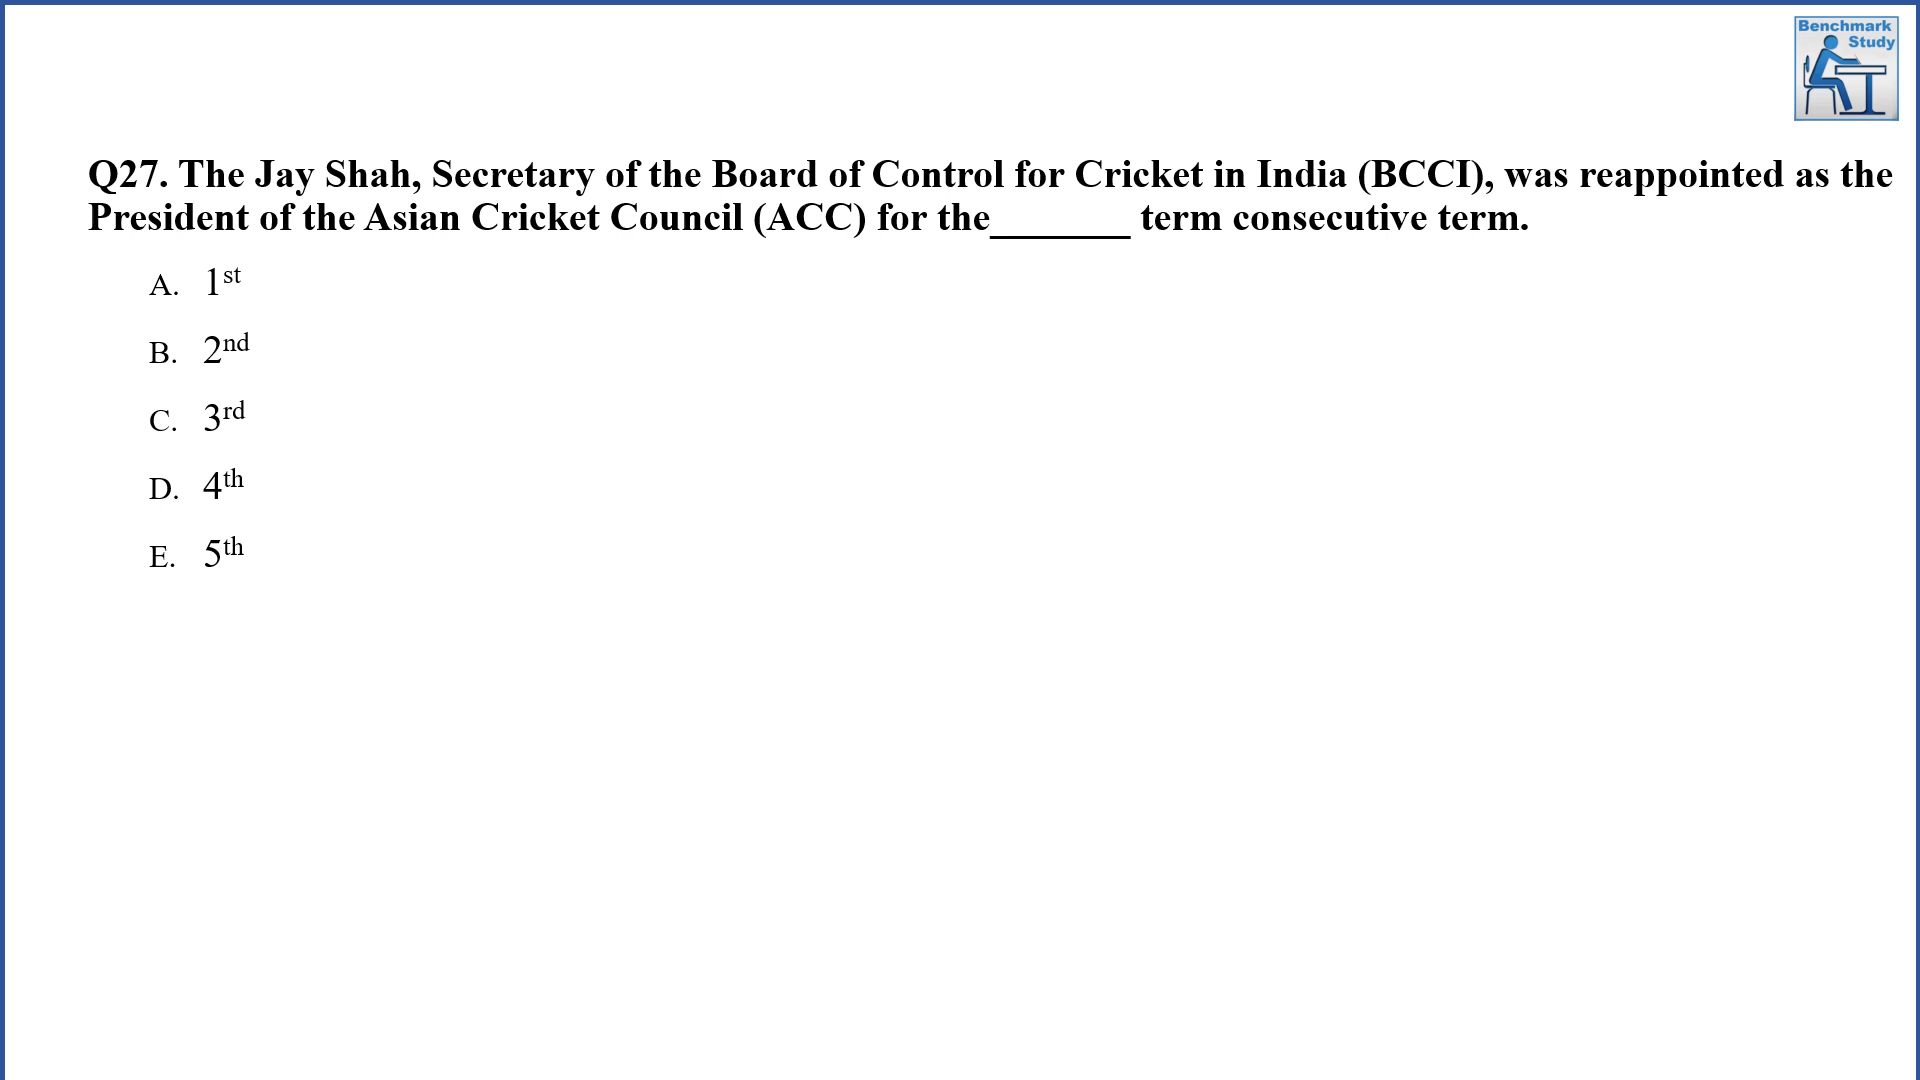 Benchmark
Study
Q27. The Jay Shah, Secretary of the Board of Control for Cricket in India (BCCI), was reappointed as the
President of the Asian Cricket Council (ACC) for the_______ term consecutive term.
A. 1st
B. 2nd
C. 3rd
D. 4th
E. 5th